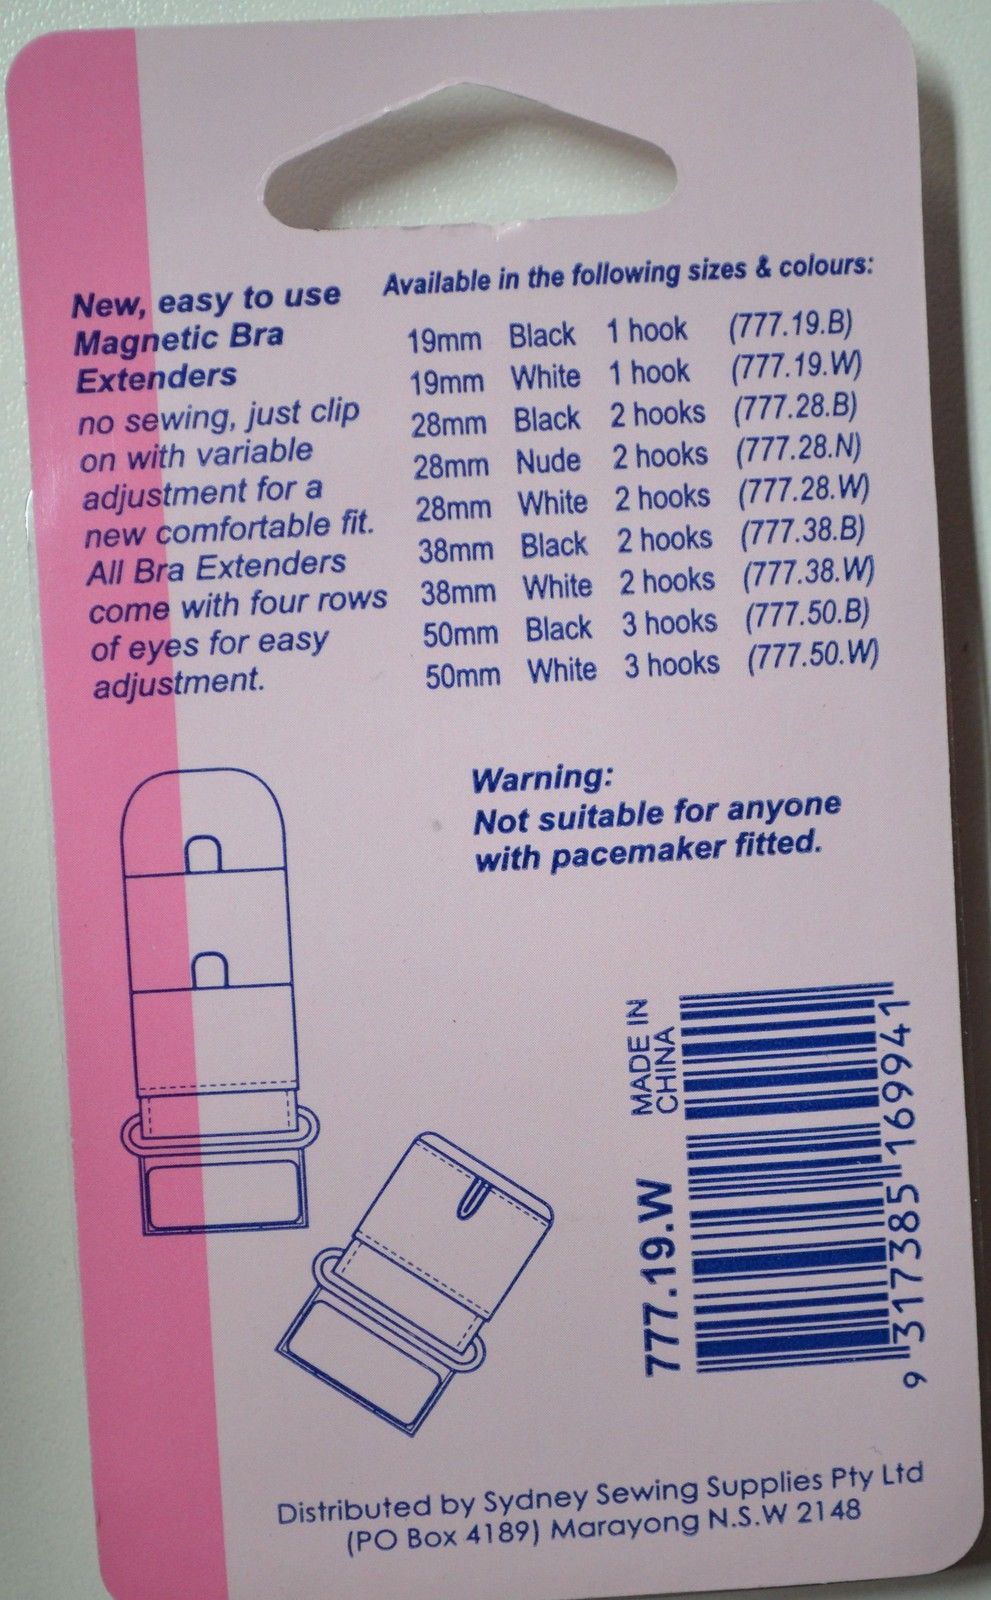 New, easy to use
Magnetic Bra
Extenders
no sewing, just clip
on with variable
adjustment for a
new comfortable fit.
All Bra Extenders
come with four rows
of eyes for easy
adjustment.
Available in the following sizes & colours:
19mm Black 1 hook (777.19.B)
19mm White 1 hook (777.19.W)
28mm Black 2 hooks (777.28.B)
28mm Nude 2 hooks (777.28.N)
28mm White 2 hooks (777.28.W)
38mm Black 2 hooks (777.38.B)
38mm White 2 hooks (777.38.W)
50mm Black 3 hooks (777.50.B)
50mm White 3 hooks (777.50.W)
Warning:
Not suitable for anyone
with pacemaker fitted.
777.19.W
MADE IN
CHINA
9 317385 169941
Distributed by Sydney Sewing Supplies Pty Ltd
(PO Box 4189) Marayong N.S.W 2148